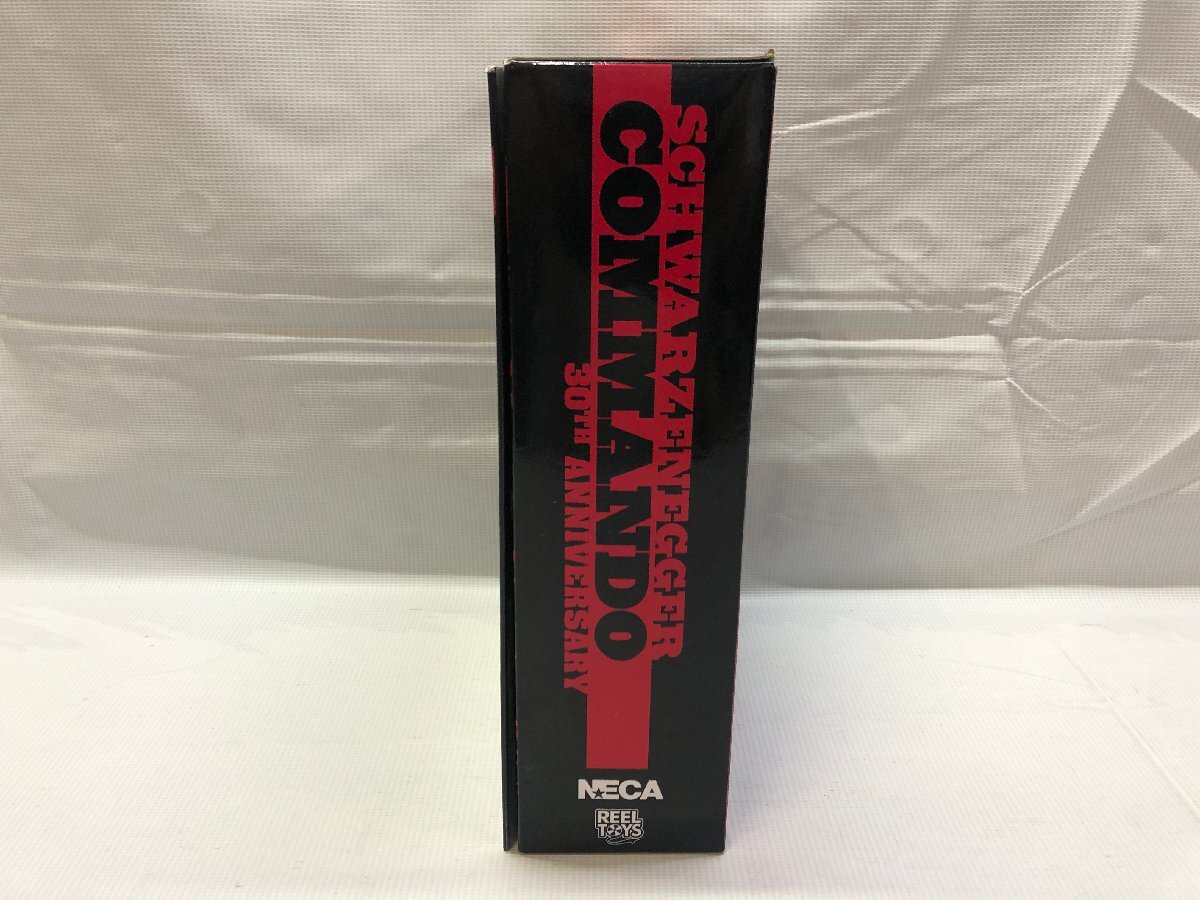 SCHWARZENEGGER
COMMANDO
30TH ANNIVERSARY
NECA
REEL
TOYS